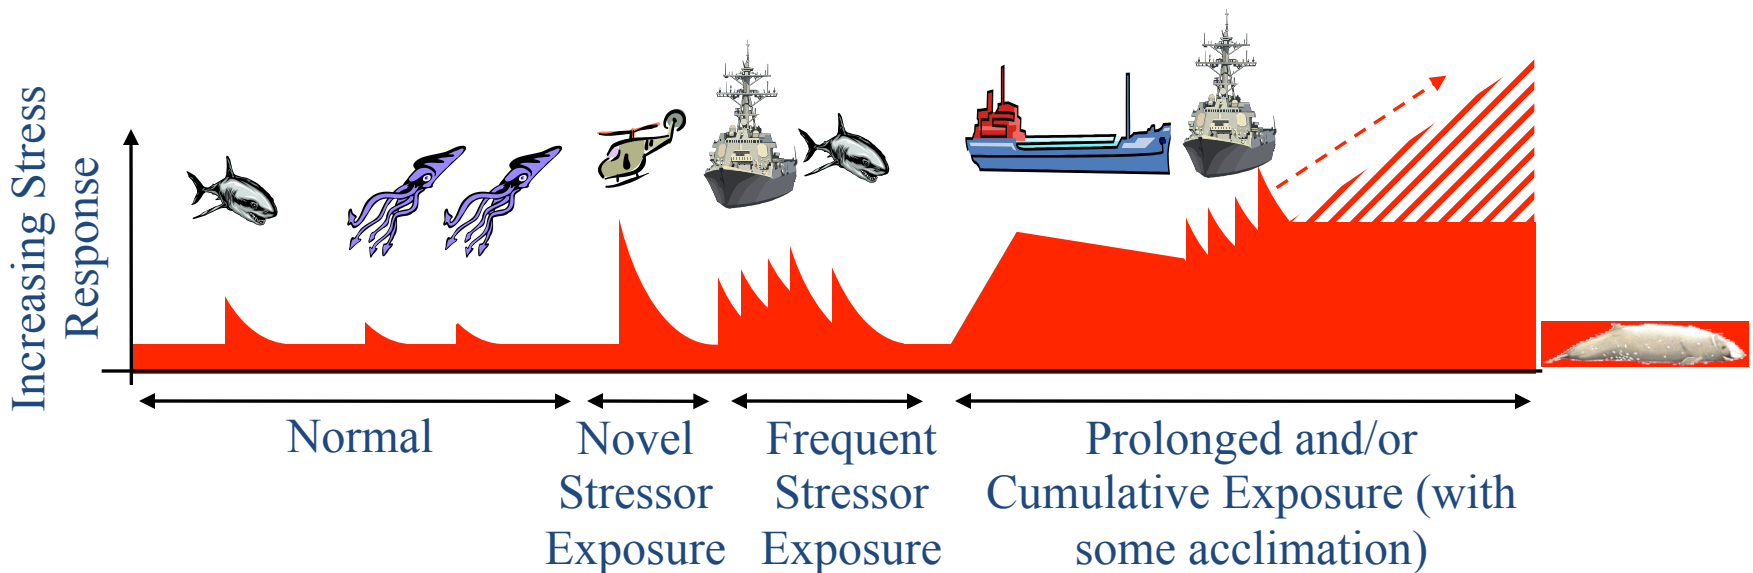 Increasing Stress
Response
Normal
Novel
Stressor
Exposure
Frequent
Stressor
Exposure
Prolonged and/or
Cumulative Exposure (with
some acclimation)